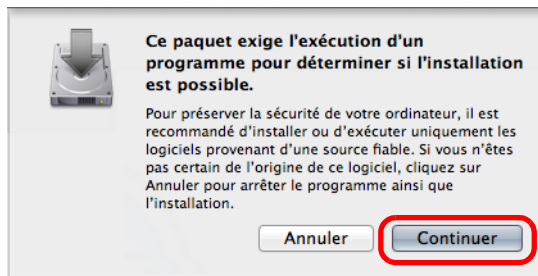 Ce paquet exige l'exécution d'un
programme pour déterminer si l'installation
est possible.
Pour préserver la sécurité de votre ordinateur, il est
recommandé d'installer ou d'exécuter uniquement les
logiciels provenant d'une source fiable. Si vous n'êtes
pas certain de l'origine de ce logiciel, cliquez sur
Annuler pour arrêter le programme ainsi que
l'installation.
Annuler
Continuer